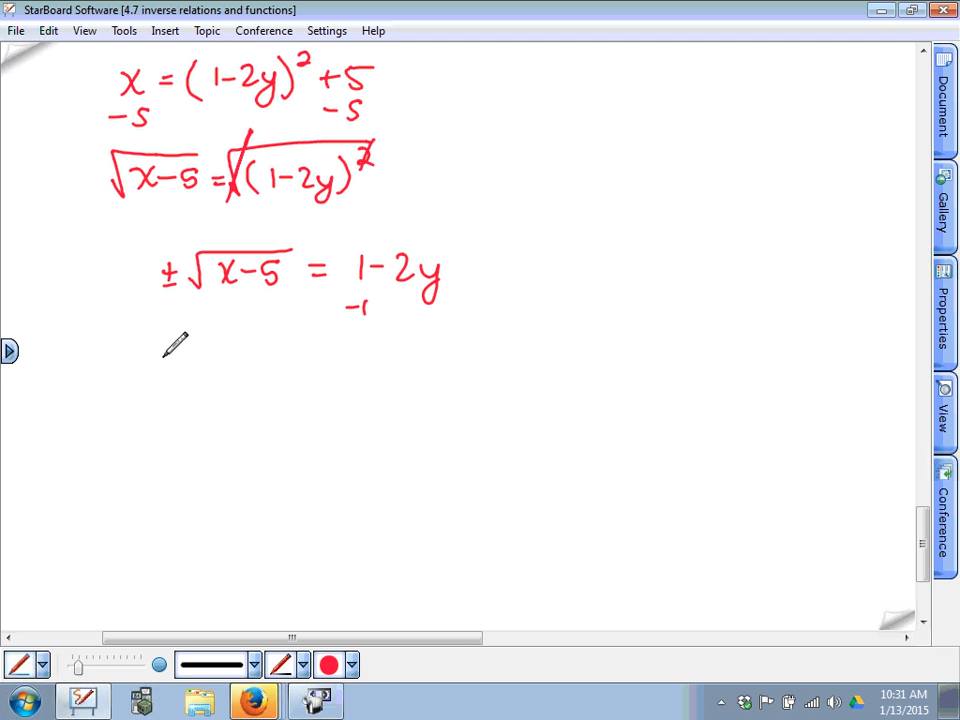 StarBoard Software [4.7 inverse relations and functions]
File Edit View Tools Insert Topic Conference Settings Help
x = (1-2y)² + 5
-5 -5
√x-5 = √(1-2y)²
± √x-5 = 1-2y
-1
Document
Gallery
Properties
View
Conference
10:31 AM
1/13/2015